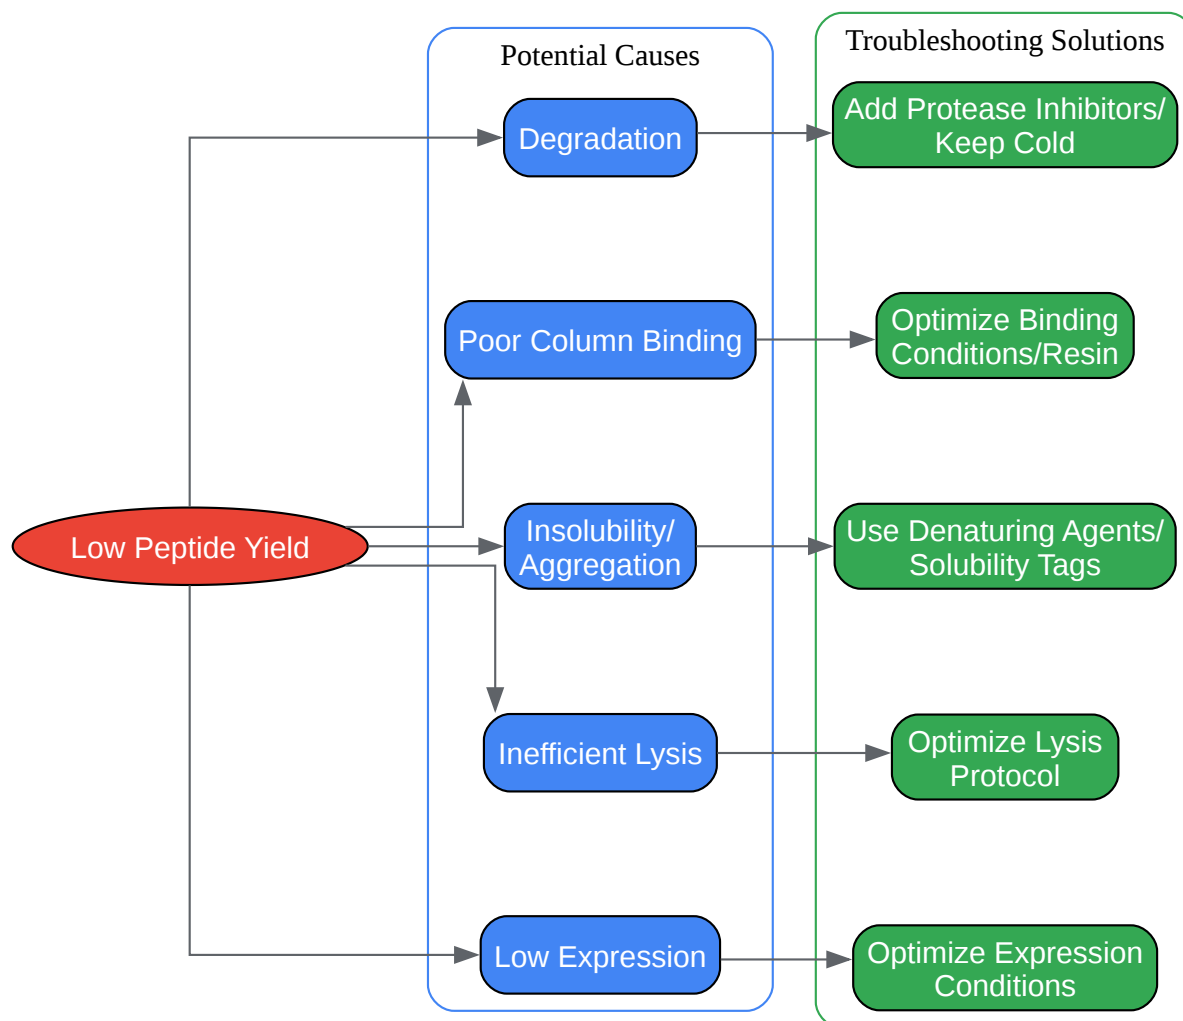 Potential Causes
Troubleshooting Solutions
Degradation
Add Protease Inhibitors/
Keep Cold
Poor Column Binding
Optimize Binding
Conditions/Resin
Low Peptide Yield
Insolubility/
Aggregation
Use Denaturing Agents/
Solubility Tags
Inefficient Lysis
Optimize Lysis
Protocol
Low Expression
Optimize Expression
Conditions